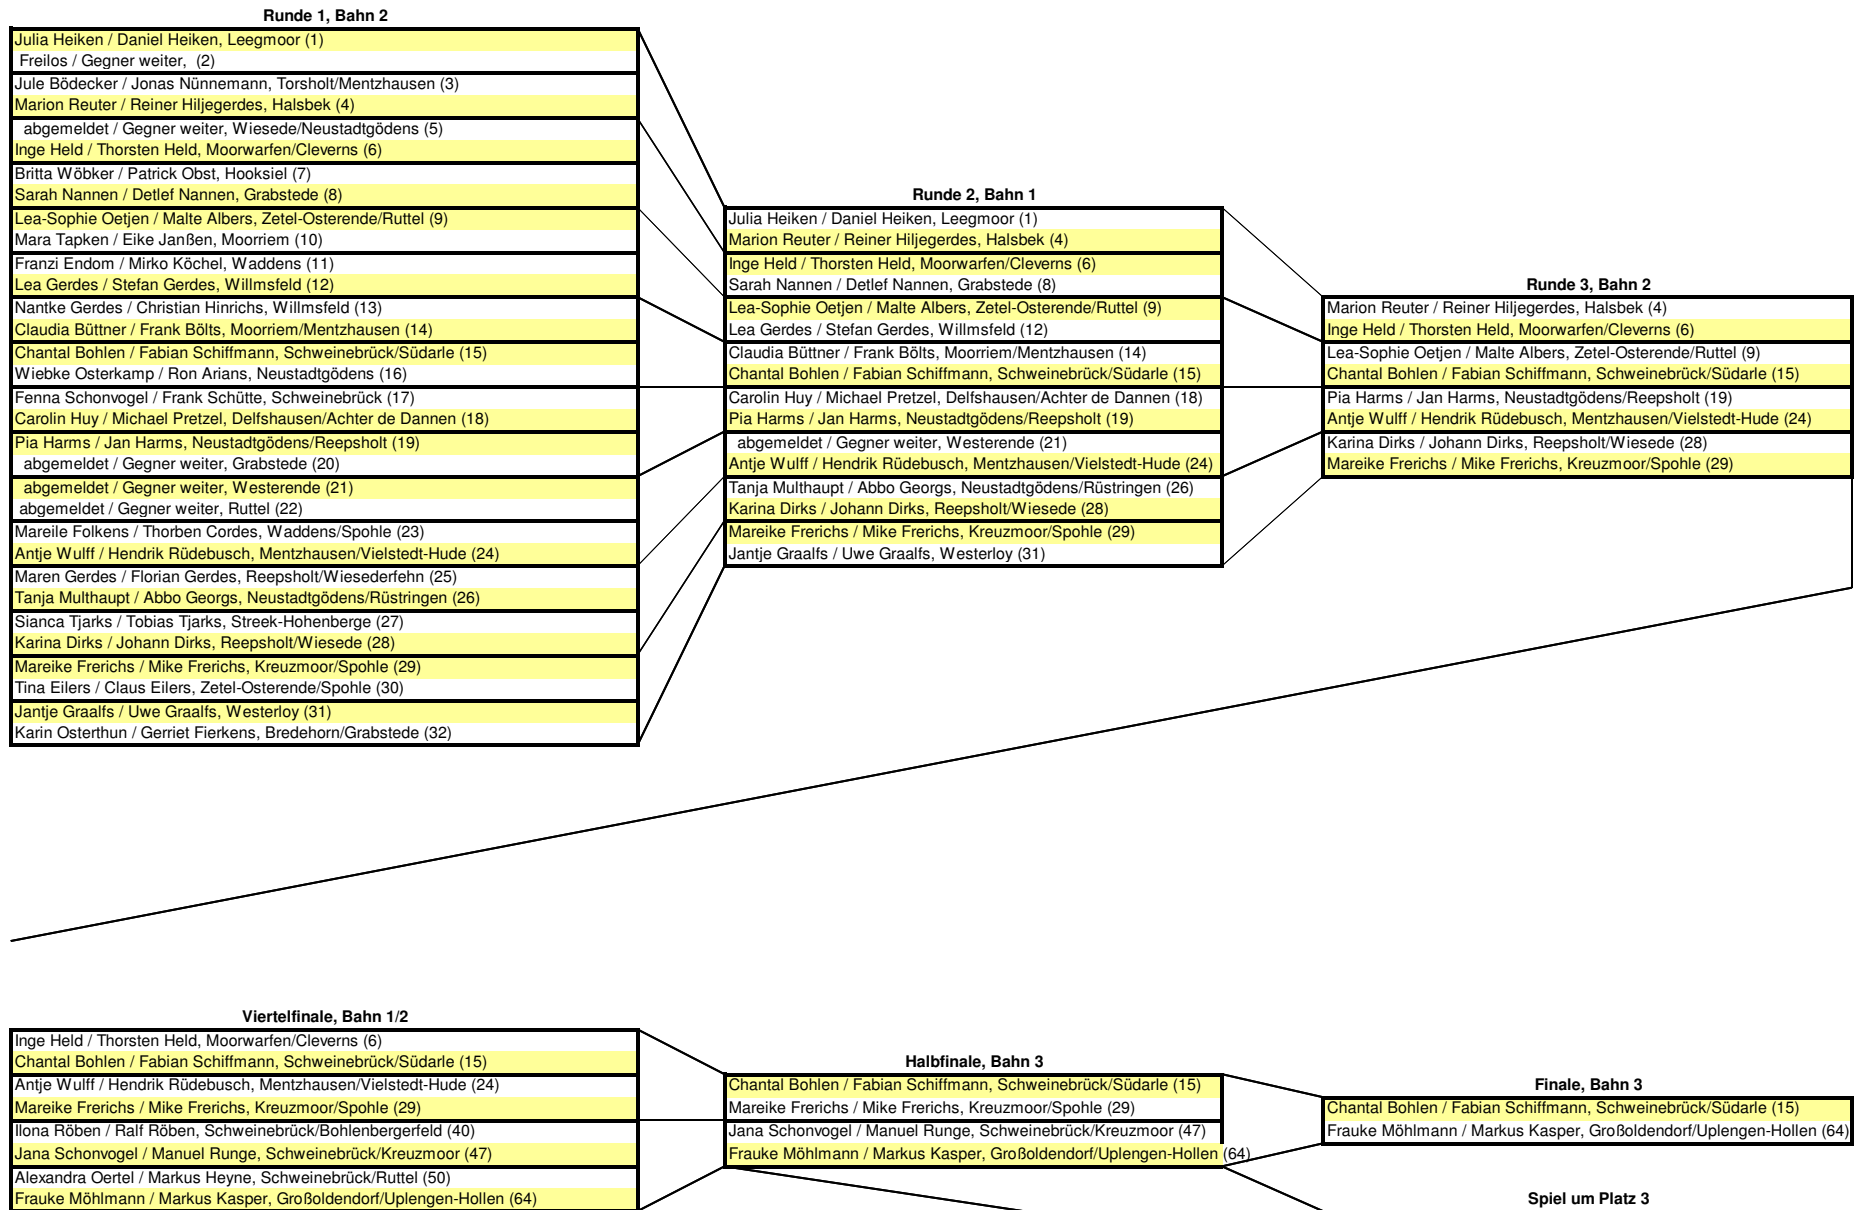 Runde 1, Bahn 2
Julia Heiken / Daniel Heiken, Leegmoor (1)
Freilos / Gegner weiter, (2)
Jule Bödecker / Jonas Nünnemann, Torsholt/Mentzhausen (3)
Marion Reuter / Reiner Hiljegerdes, Halsbek (4)
abgemeldet / Gegner weiter, Wiesede/Neustadtgödens (5)
Inge Held / Thorsten Held, Moorwarfen/Cleverns (6)
Britta Wöbker / Patrick Obst, Hooksiel (7)
Sarah Nannen / Detlef Nannen, Grabstede (8)
Lea-Sophie Oetjen / Malte Albers, Zetel-Osterende/Ruttel (9)
Mara Tapken / Eike Janßen, Moorriem (10)
Franzi Endom / Mirko Köchel, Waddens (11)
Lea Gerdes / Stefan Gerdes, Willmsfeld (12)
Nantke Gerdes / Christian Hinrichs, Willmsfeld (13)
Claudia Büttner / Frank Bölts, Moorriem/Mentzhausen (14)
Chantal Bohlen / Fabian Schiffmann, Schweinebrück/Südarle (15)
Wiebke Osterkamp / Ron Arians, Neustadtgödens (16)
Fenna Schonvogel / Frank Schütte, Schweinebrück (17)
Carolin Huy / Michael Pretzel, Delfshausen/Achter de Dannen (18)
Pia Harms / Jan Harms, Neustadtgödens/Reepsholt (19)
abgemeldet / Gegner weiter, Grabstede (20)
abgemeldet / Gegner weiter, Westerende (21)
abgemeldet / Gegner weiter, Ruttel (22)
Mareile Folkens / Thorben Cordes, Waddens/Spohle (23)
Antje Wulff / Hendrik Rüdebusch, Mentzhausen/Vielstedt-Hude (24)
Maren Gerdes / Florian Gerdes, Reepsholt/Wiesederfehn (25)
Tanja Multhaupt / Abbo Georgs, Neustadtgödens/Rüstringen (26)
Sianca Tjarks / Tobias Tjarks, Streek-Hohenberge (27)
Karina Dirks / Johann Dirks, Reepsholt/Wiesede (28)
Mareike Frerichs / Mike Frerichs, Kreuzmoor/Spohle (29)
Tina Eilers / Claus Eilers, Zetel-Osterende/Spohle (30)
Jantje Graalfs / Uwe Graalfs, Westerloy (31)
Karin Osterthun / Gerriet Fierkens, Bredehorn/Grabstede (32)
Runde 2, Bahn 1
Julia Heiken / Daniel Heiken, Leegmoor (1)
Marion Reuter / Reiner Hiljegerdes, Halsbek (4)
Inge Held / Thorsten Held, Moorwarfen/Cleverns (6)
Sarah Nannen / Detlef Nannen, Grabstede (8)
Lea-Sophie Oetjen / Malte Albers, Zetel-Osterende/Ruttel (9)
Lea Gerdes / Stefan Gerdes, Willmsfeld (12)
Claudia Büttner / Frank Bölts, Moorriem/Mentzhausen (14)
Chantal Bohlen / Fabian Schiffmann, Schweinebrück/Südarle (15)
Carolin Huy / Michael Pretzel, Delfshausen/Achter de Dannen (18)
Pia Harms / Jan Harms, Neustadtgödens/Reepsholt (19)
abgemeldet / Gegner weiter, Westerende (21)
Antje Wulff / Hendrik Rüdebusch, Mentzhausen/Vielstedt-Hude (24)
Tanja Multhaupt / Abbo Georgs, Neustadtgödens/Rüstringen (26)
Karina Dirks / Johann Dirks, Reepsholt/Wiesede (28)
Mareike Frerichs / Mike Frerichs, Kreuzmoor/Spohle (29)
Jantje Graalfs / Uwe Graalfs, Westerloy (31)
Runde 3, Bahn 2
Marion Reuter / Reiner Hiljegerdes, Halsbek (4)
Inge Held / Thorsten Held, Moorwarfen/Cleverns (6)
Lea-Sophie Oetjen / Malte Albers, Zetel-Osterende/Ruttel (9)
Chantal Bohlen / Fabian Schiffmann, Schweinebrück/Südarle (15)
Pia Harms / Jan Harms, Neustadtgödens/Reepsholt (19)
Antje Wulff / Hendrik Rüdebusch, Mentzhausen/Vielstedt-Hude (24)
Karina Dirks / Johann Dirks, Reepsholt/Wiesede (28)
Mareike Frerichs / Mike Frerichs, Kreuzmoor/Spohle (29)
Viertelfinale, Bahn 1/2
Inge Held / Thorsten Held, Moorwarfen/Cleverns (6)
Chantal Bohlen / Fabian Schiffmann, Schweinebrück/Südarle (15)
Antje Wulff / Hendrik Rüdebusch, Mentzhausen/Vielstedt-Hude (24)
Mareike Frerichs / Mike Frerichs, Kreuzmoor/Spohle (29)
Ilona Röben / Ralf Röben, Schweinebrück/Bohlenbergerfeld (40)
Jana Schonvogel / Manuel Runge, Schweinebrück/Kreuzmoor (47)
Alexandra Oertel / Markus Heyne, Schweinebrück/Ruttel (50)
Frauke Möhlmann / Markus Kasper, Großoldendorf/Uplengen-Hollen (64)
Halbfinale, Bahn 3
Chantal Bohlen / Fabian Schiffmann, Schweinebrück/Südarle (15)
Mareike Frerichs / Mike Frerichs, Kreuzmoor/Spohle (29)
Jana Schonvogel / Manuel Runge, Schweinebrück/Kreuzmoor (47)
Frauke Möhlmann / Markus Kasper, Großoldendorf/Uplengen-Hollen (64)
Finale, Bahn 3
Chantal Bohlen / Fabian Schiffmann, Schweinebrück/Südarle (15)
Frauke Möhlmann / Markus Kasper, Großoldendorf/Uplengen-Hollen (64)
Spiel um Platz 3